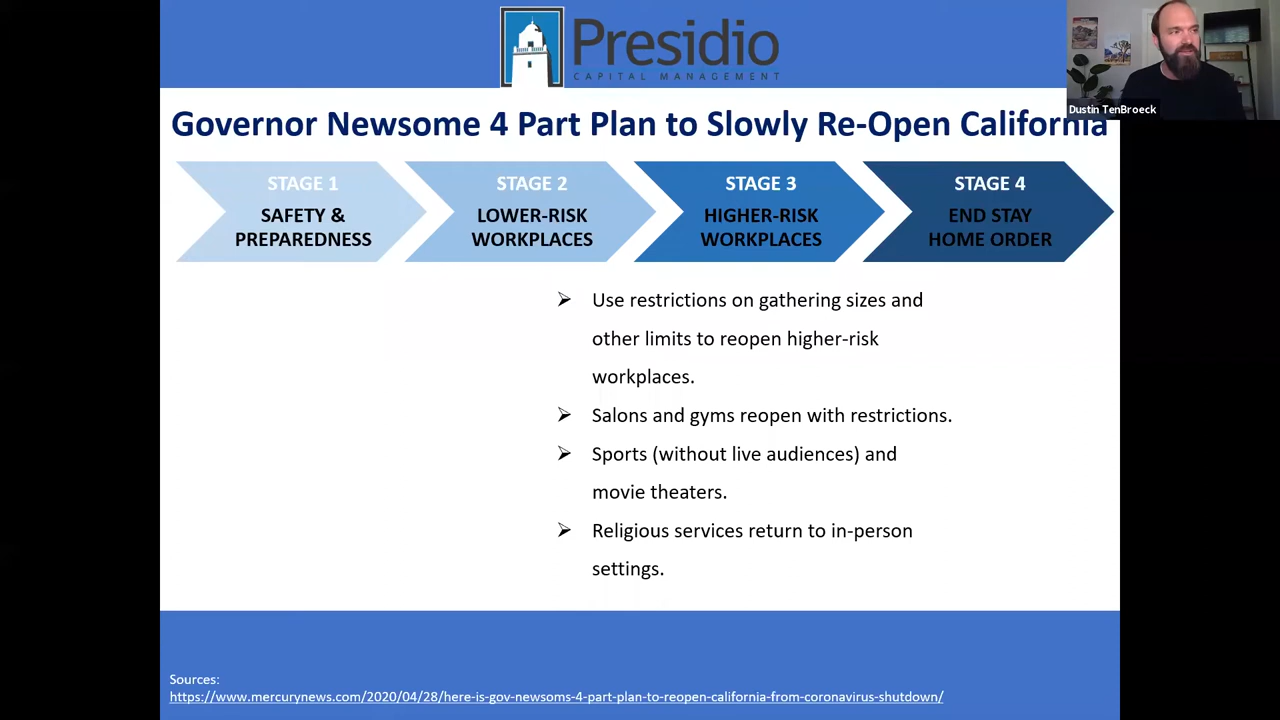 Presidio
CAPITAL MANAGEMENT
Dustin TenBroeck
Governor Newsome 4 Part Plan to Slowly Re-Open California
STAGE 1
SAFETY &
PREPAREDNESS
STAGE 2
LOWER-RISK
WORKPLACES
STAGE 3
HIGHER-RISK
WORKPLACES
STAGE 4
END STAY
HOME ORDER
Use restrictions on gathering sizes and
other limits to reopen higher-risk
workplaces.
Salons and gyms reopen with restrictions.
Sports (without live audiences) and
movie theaters.
Religious services return to in-person
settings.
Sources:
https://www.mercurynews.com/2020/04/28/here-is-gov-newsoms-4-part-plan-to-reopen-california-from-coronavirus-shutdown/